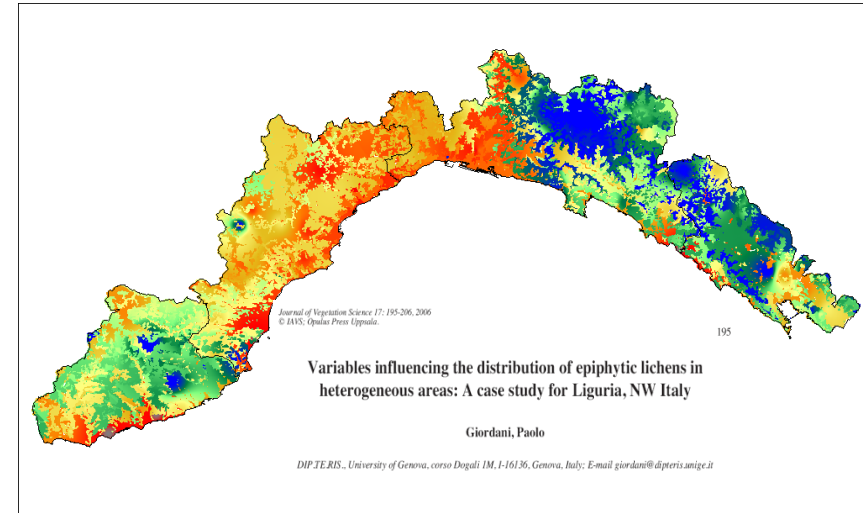 Journal of Vegetation Science 17: 195-206, 2006
© IAVS; Opulus Press Uppsala.
195
Variables influencing the distribution of epiphytic lichens in
heterogeneous areas: A case study for Liguria, NW Italy
Giordani, Paolo
DIP.TE.RIS., University of Genova, corso Dogali 1M, I-16136, Genova, Italy; E-mail giordani@dipteris.unige.it